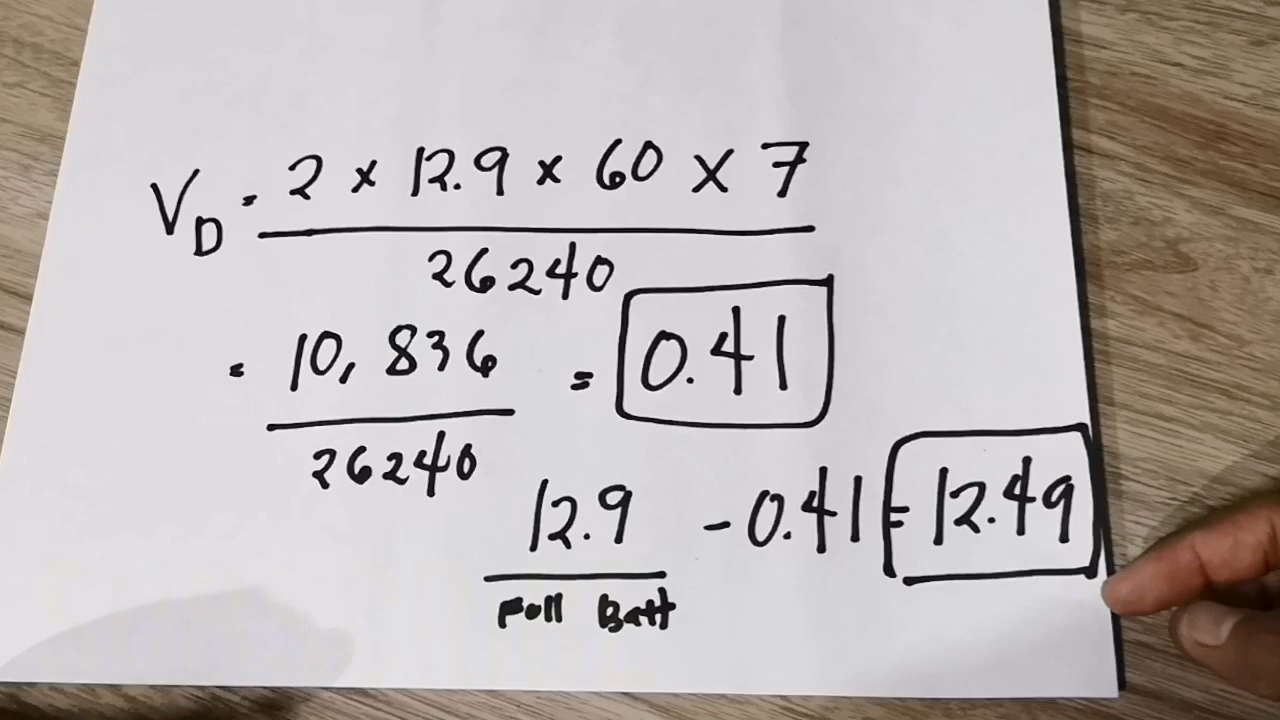 VD = 2 x 12.9 x 60 x 7
26240
= 10,836 = 0.41
26240
12.9 - 0.41 = 12.49
Full Batt